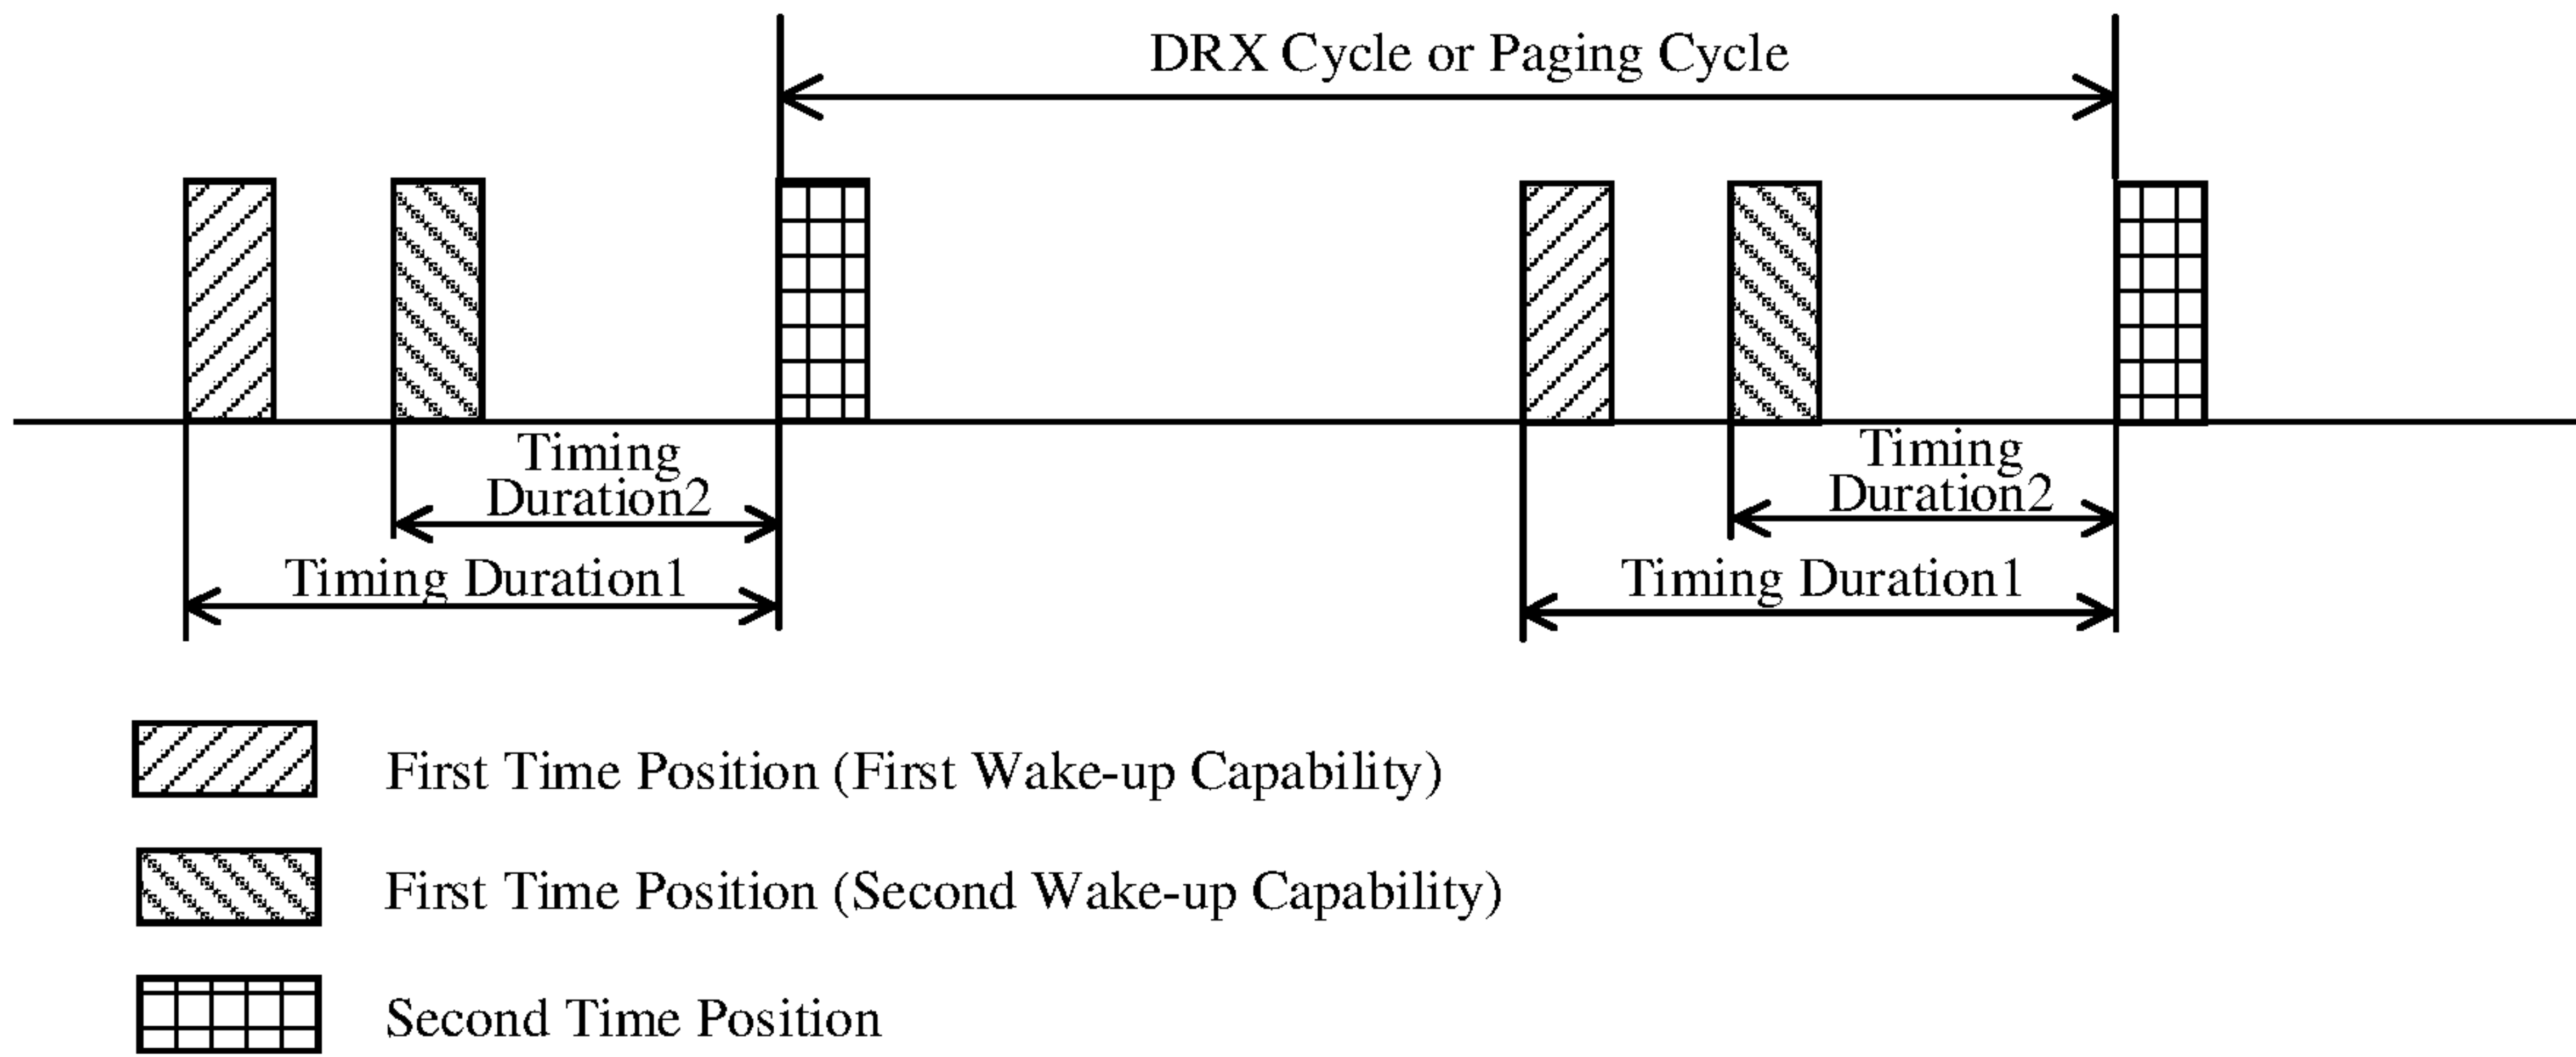 DRX Cycle or Paging Cycle
Timing
Duration2
Timing Duration1
Timing
Duration2
Timing Duration1
First Time Position (First Wake-up Capability)
First Time Position (Second Wake-up Capability)
Second Time Position